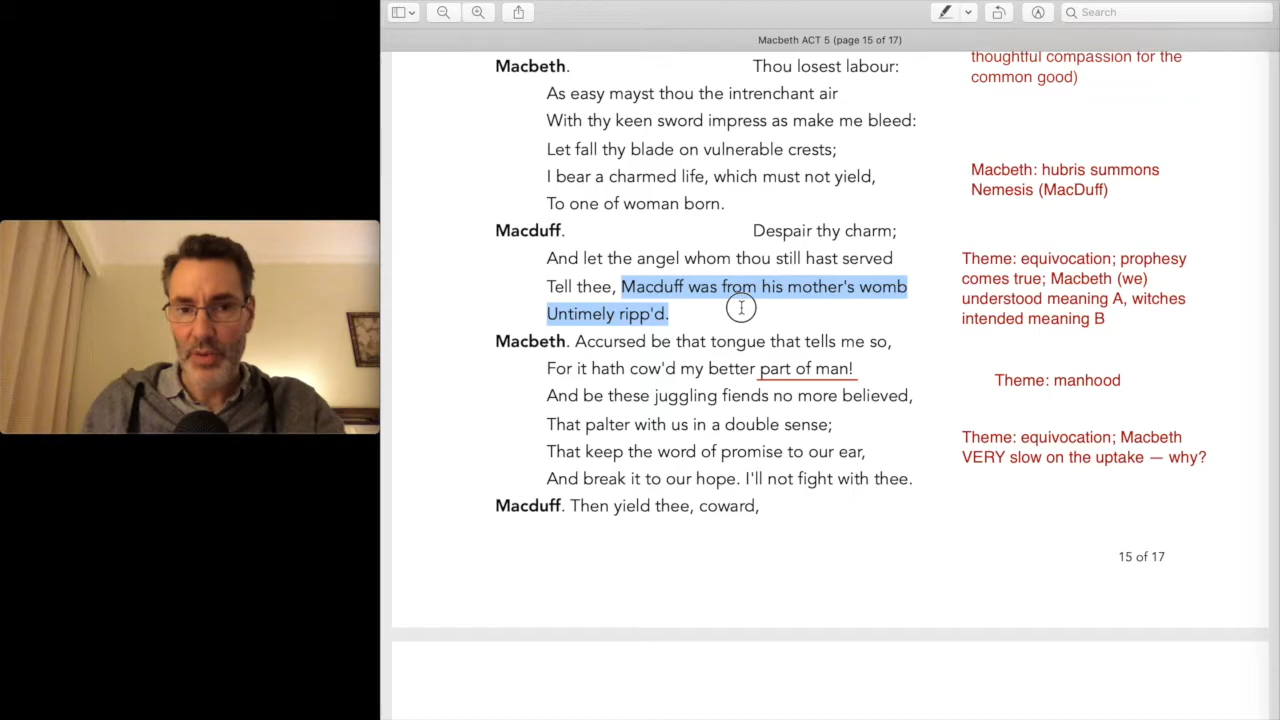 Search
Macbeth ACT 5 (page 15 of 17)
Macbeth. Thou losest labour:
As easy mayst thou the intrenchant air
With thy keen sword impress as make me bleed:
Let fall thy blade on vulnerable crests;
I bear a charmed life, which must not yield,
To one of woman born.
Macduff. Despair thy charm;
And let the angel whom thou still hast served
Tell thee, Macduff was from his mother's womb
Untimely ripp'd.
Macbeth. Accursed be that tongue that tells me so,
For it hath cow'd my better part of man!
And be these juggling fiends no more believed,
That palter with us in a double sense;
That keep the word of promise to our ear,
And break it to our hope. I'll not fight with thee.
Macduff. Then yield thee, coward,
15 of 17
thoughtful compassion for the
common good)
Macbeth: hubris summons
Nemesis (MacDuff)
Theme: equivocation; prophesy
comes true; Macbeth (we)
understood meaning A, witches
intended meaning B
Theme: manhood
Theme: equivocation; Macbeth
VERY slow on the uptake — why?